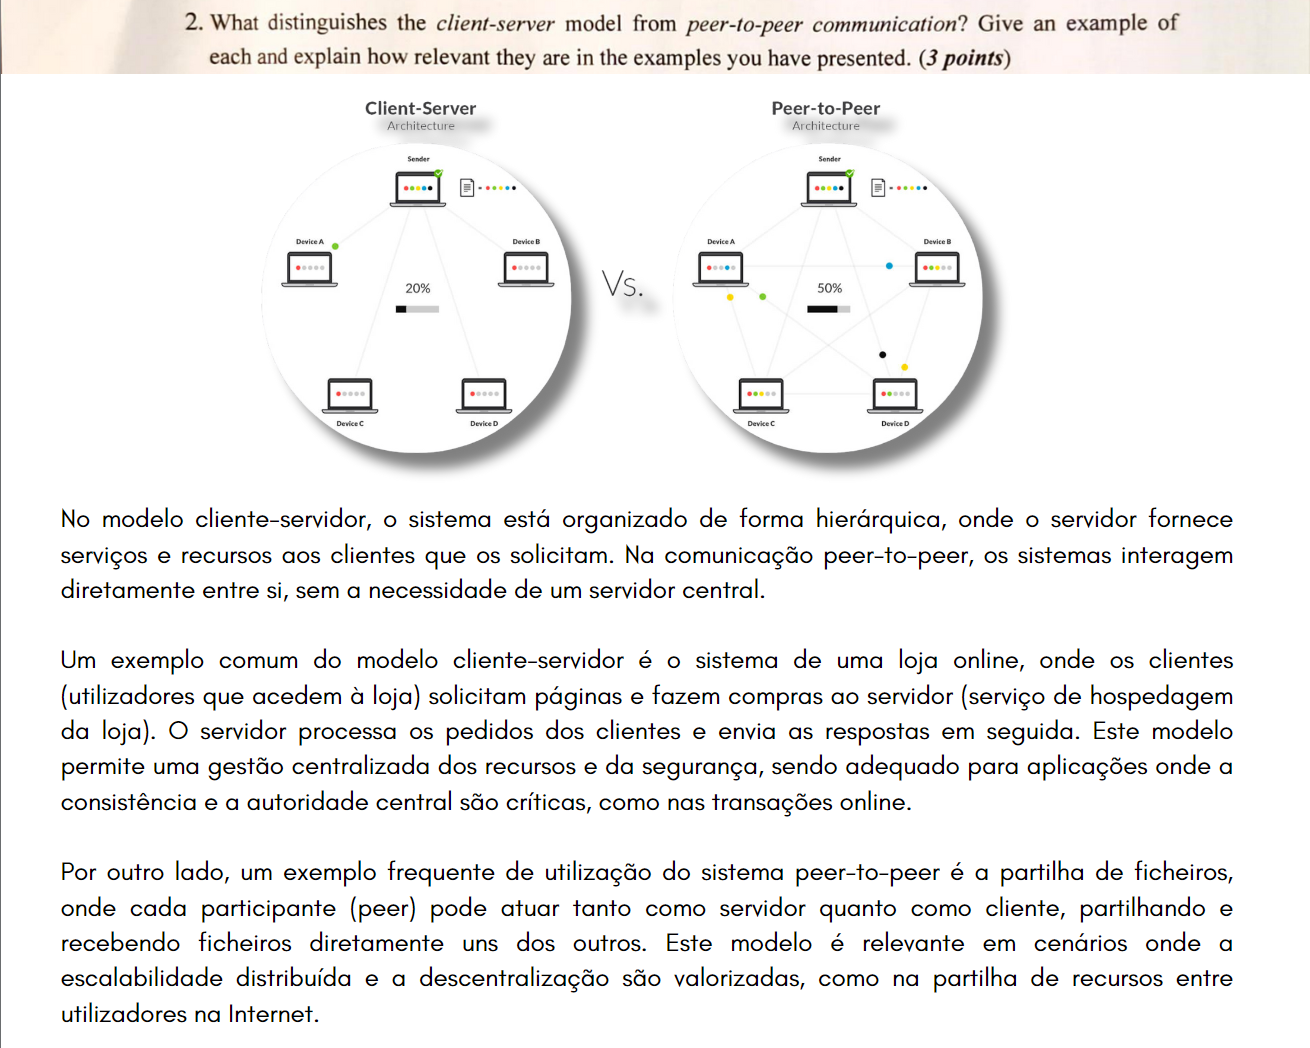 2. What distinguishes the client-server model from peer-to-peer communication? Give an example of
each and explain how relevant they are in the examples you have presented. (3 points)
Client-Server
Architecture
Peer-to-Peer
Architecture
Sender
Sender
Device A
Device B
Device A
Device B
20%
Vs.
50%
Device C
Device D
Device C
Device D
No modelo cliente-servidor, o sistema está organizado de forma hierárquica, onde o servidor fornece
serviços e recursos aos clientes que os solicitam. Na comunicação peer-to-peer, os sistemas interagem
diretamente entre si, sem a necessidade de um servidor central.
Um exemplo comum do modelo cliente-servidor é o sistema de uma loja online, onde os clientes
(utilizadores que acedem à loja) solicitam páginas e fazem compras ao servidor (serviço de hospedagem
da loja). O servidor processa os pedidos dos clientes e envia as respostas em seguida. Este modelo
permite uma gestão centralizada dos recursos e da segurança, sendo adequado para aplicações onde a
consistência e a autoridade central são críticas, como nas transações online.
Por outro lado, um exemplo frequente de utilização do sistema peer-to-peer é a partilha de ficheiros,
onde cada participante (peer) pode atuar tanto como servidor quanto como cliente, partilhando e
recebendo ficheiros diretamente uns dos outros. Este modelo é relevante em cenários onde a
escalabilidade distribuída e a descentralização são valorizadas, como na partilha de recursos entre
utilizadores na Internet.